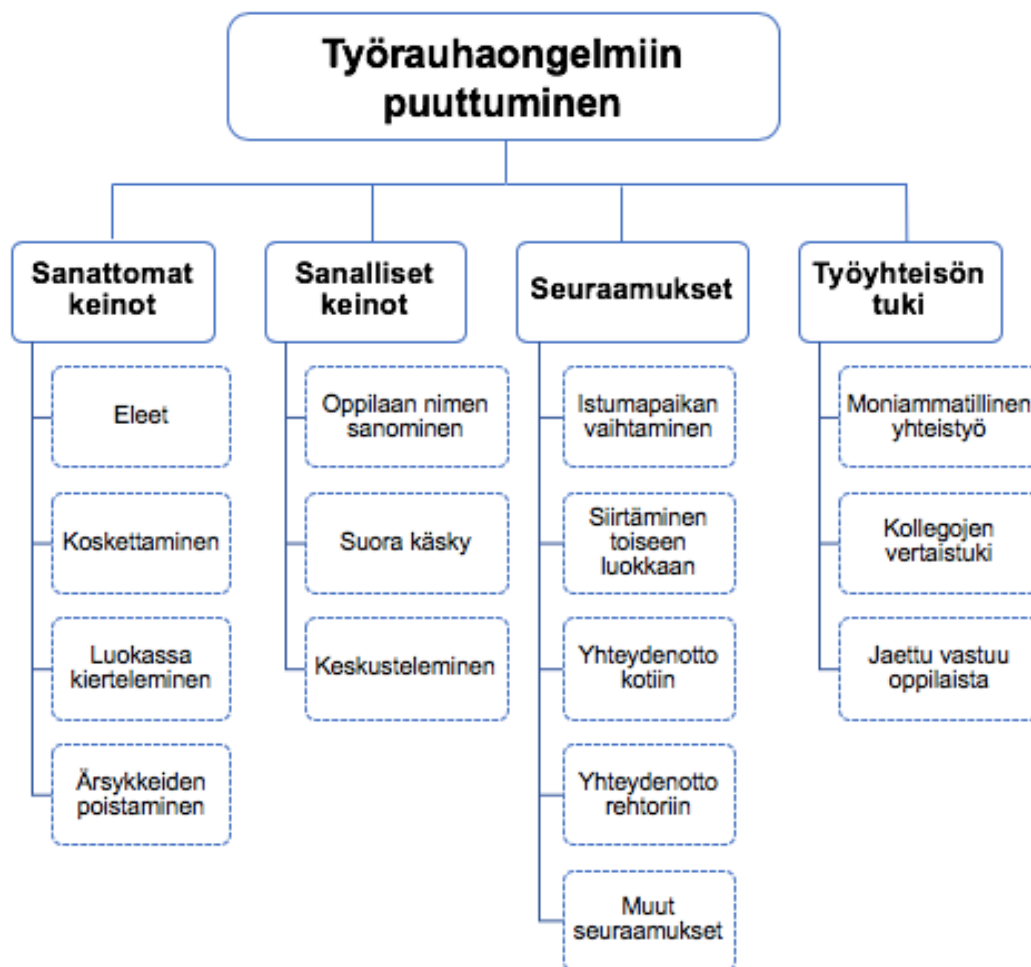 Työrauhaongelmiin
puuttuminen
Sanattomat
keinot
Eleet
Koskettaminen
Luokassa
kierteleminen
Ärsykkeiden
poistaminen
Sanalliset
keinot
Oppilaan nimen
sanominen
Suora käsky
Keskusteleminen
Seuraamukset
Istumapaikan
vaihtaminen
Siirtäminen
toiseen
luokkaan
Yhteydenotto
kotiin
Yhteydenotto
rehtoriin
Muut
seuraamukset
Työyhteisön
tuki
Moniammatillinen
yhteistyö
Kollegojen
vertaistuki
Jaettu vastuu
oppilaista